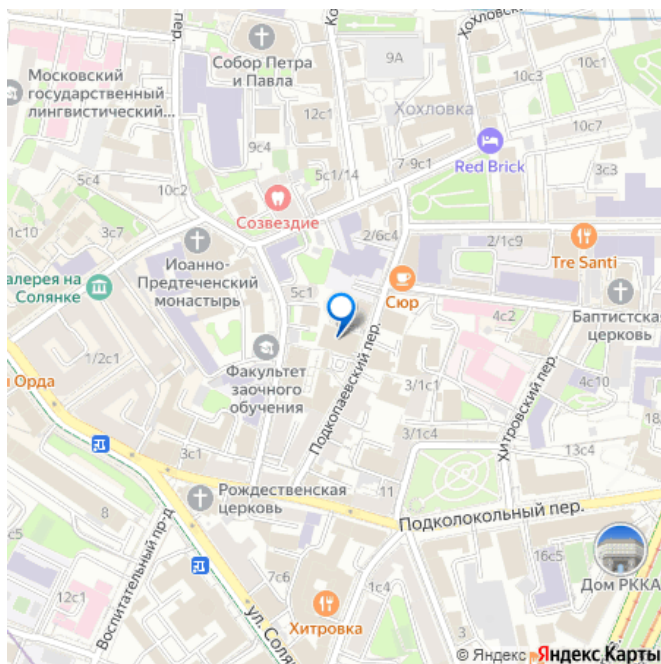 пер.
Собор Петра
и Павла
Ко
Хохловс
9А
10с3
10с1
Московский
государственный
лингвистический...
12с1
Хохловка
10с7
9с4
5с1/14
7-9с1
Red Brick
5с4
10с2
3с3
Созвездие
1с10
3с7
Иоанно-
Предтеченский
монастырь
2/6с4
2/1с9
Tre Santi
алерея на
Солянке
5с1
Сюр
Баптистская
церковь
4с2
1/2с1
Факультет
заочного
обучения
Подкопаевский пер.
Хитровский пер.
3/1с1
4с10
Орда
18/
3с1
3/1с4
13с4
Рождественская
церковь
11
Подколокольный пер.
8
Воспитательный пр-д
16с5
Дом РККА
7с6
1с4
12с1
ул. Соля
Хитровка
© Яндекс Яндекс Карты